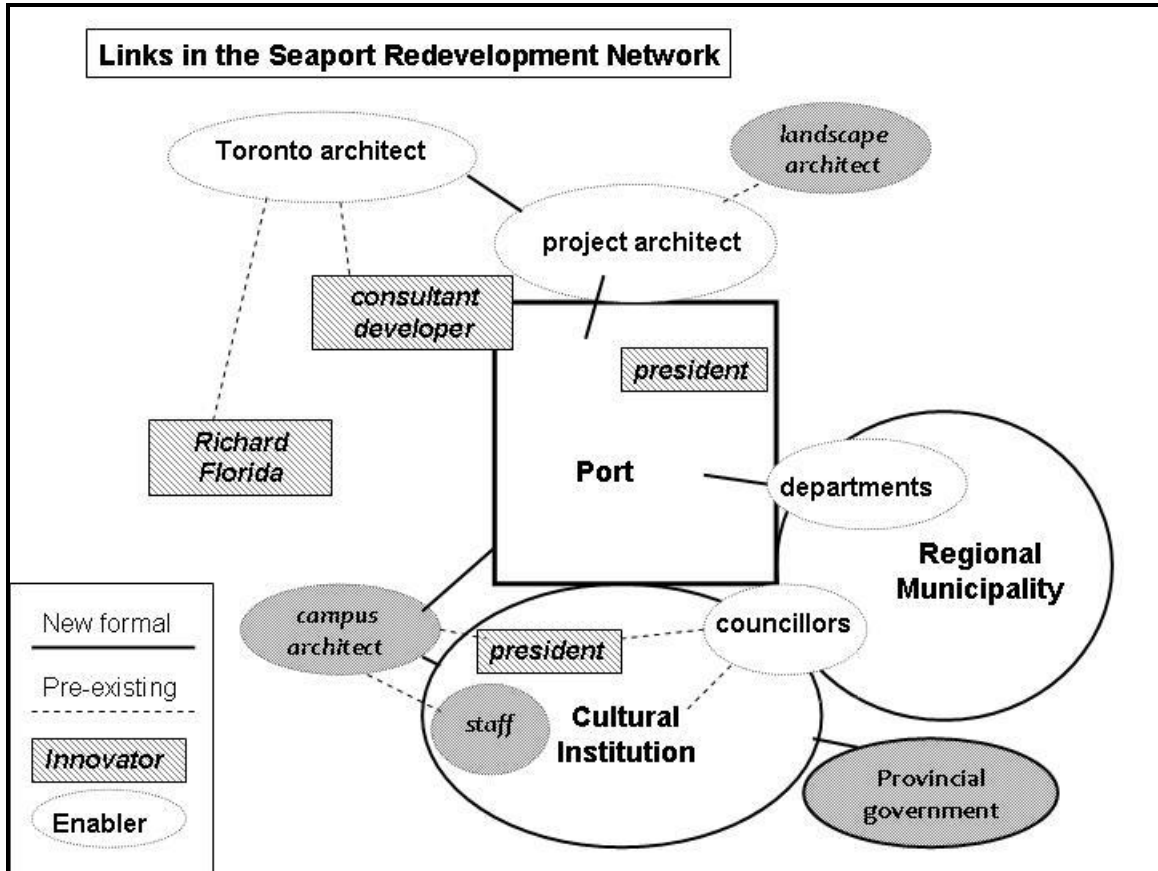 Links in the Seaport Redevelopment Network
Toronto architect
landscape
architect
project architect
consultant
developer
president
Richard
Florida
Port
departments
Regional
Municipality
campus
architect
president
councillors
staff
Cultural
Institution
Provincial
government
New formal
Pre-existing
Innovator
Enabler